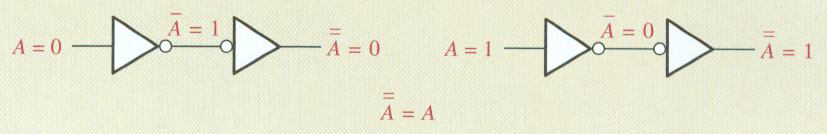 A = 0 A̅ = 1 A̿ = 0 A = 1 A̅ = 0 A̿ = 1
A̿ = A